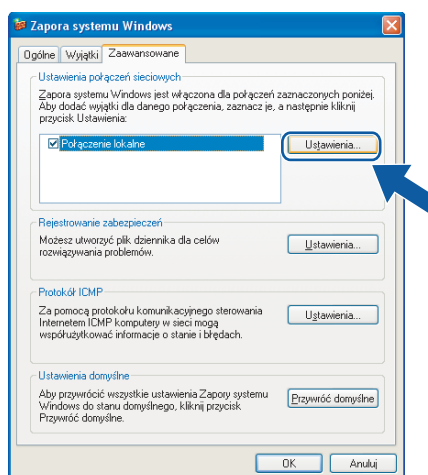 Zapora systemu Windows
Ogólne Wyjątki Zaawansowane
Ustawienia połączeń sieciowych
Zapora systemu Windows jest włączona dla połączeń zaznaczonych poniżej.
Aby dodać wyjątki dla danego połączenia, zaznacz je, a następnie kliknij
przycisk Ustawienia:
Połączenie lokalne
Ustawienia...
Rejestrowanie zabezpieczeń
Możesz utworzyć plik dziennika dla celów
rozwiązywania problemów.
Ustawienia...
Protokół ICMP
Za pomocą protokołu komunikacyjnego sterowania
Internetem ICMP komputery w sieci mogą
współużytkować informacje o stanie i błędach.
Ustawienia...
Ustawienia domyślne
Aby przywrócić wszystkie ustawienia Zapory systemu
Windows do stanu domyślnego, kliknij przycisk
Przywróć domyślne.
Przywróć domyślne
OK
Anuluj